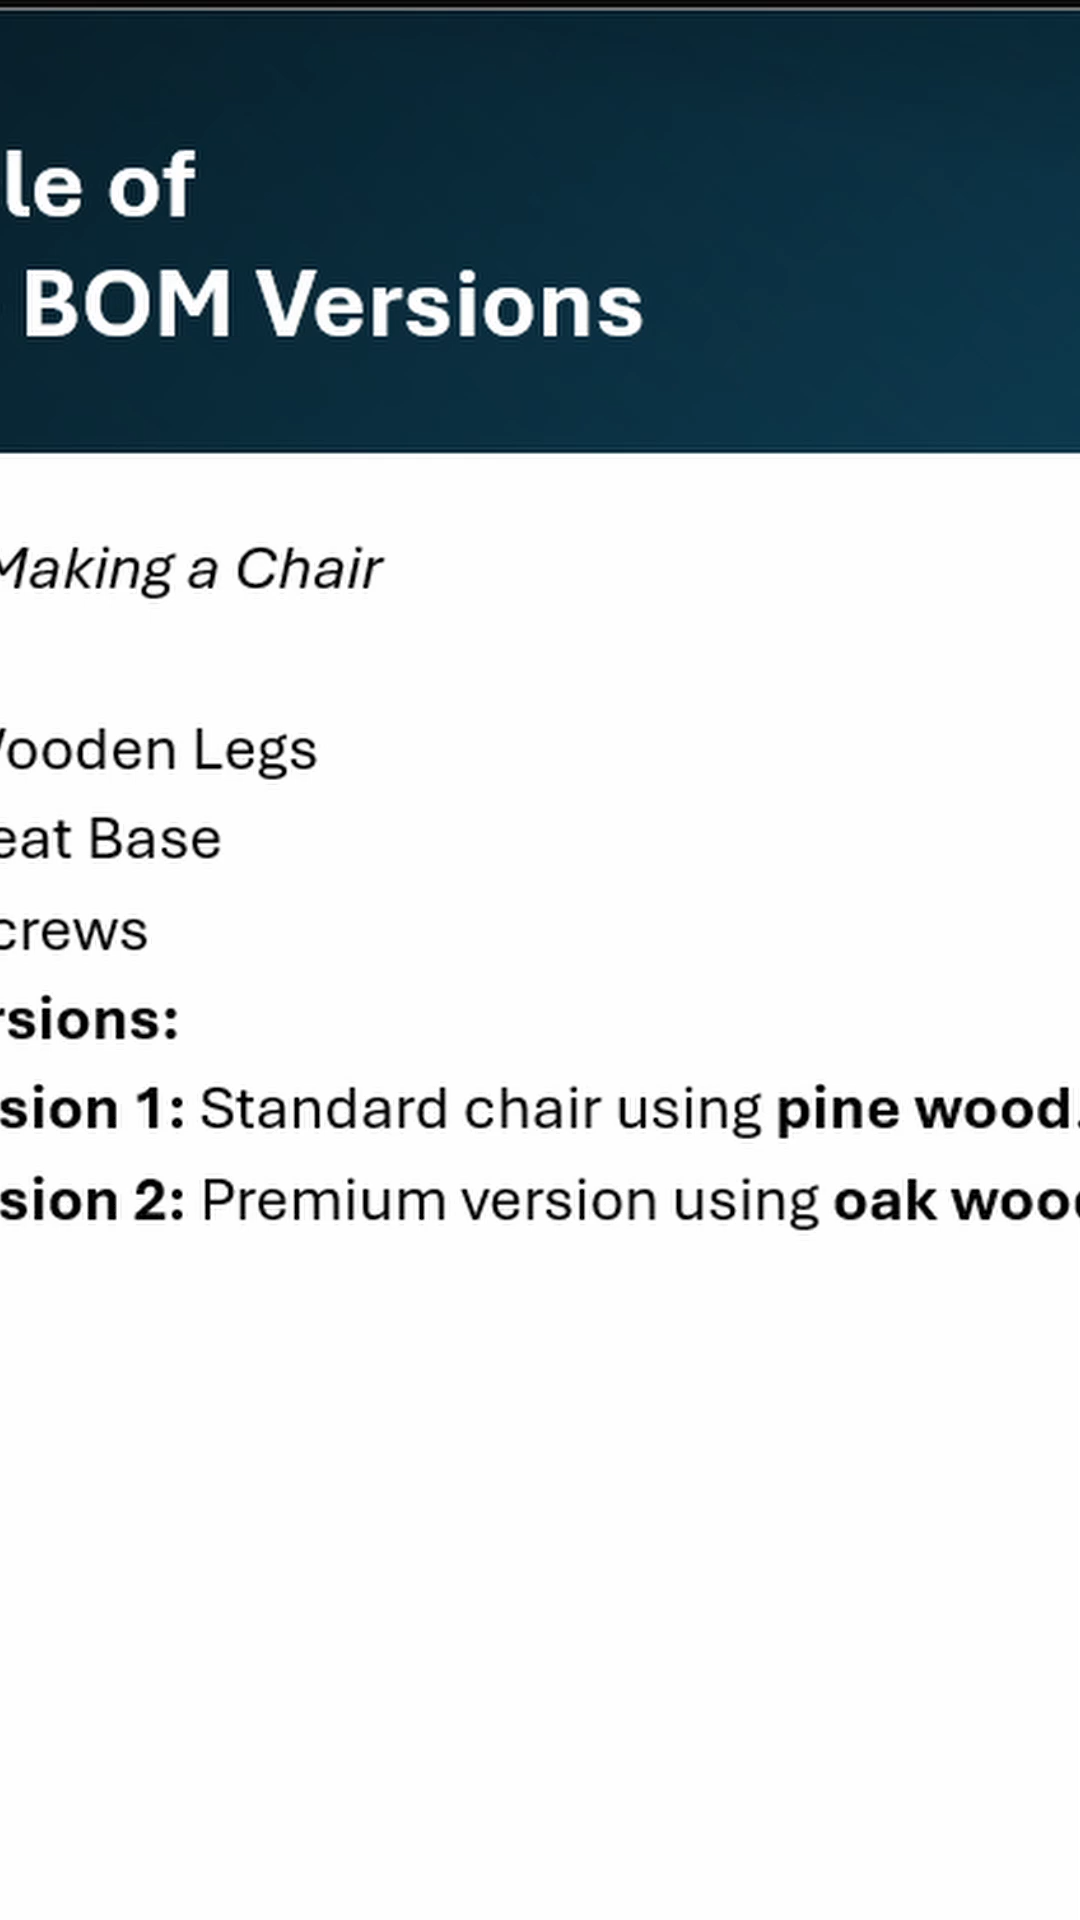 le of
BOM Versions
Making a Chair
ooden Legs
eat Base
crews
rsions:
sion 1: Standard chair using pine wood.
sion 2: Premium version using oak woo